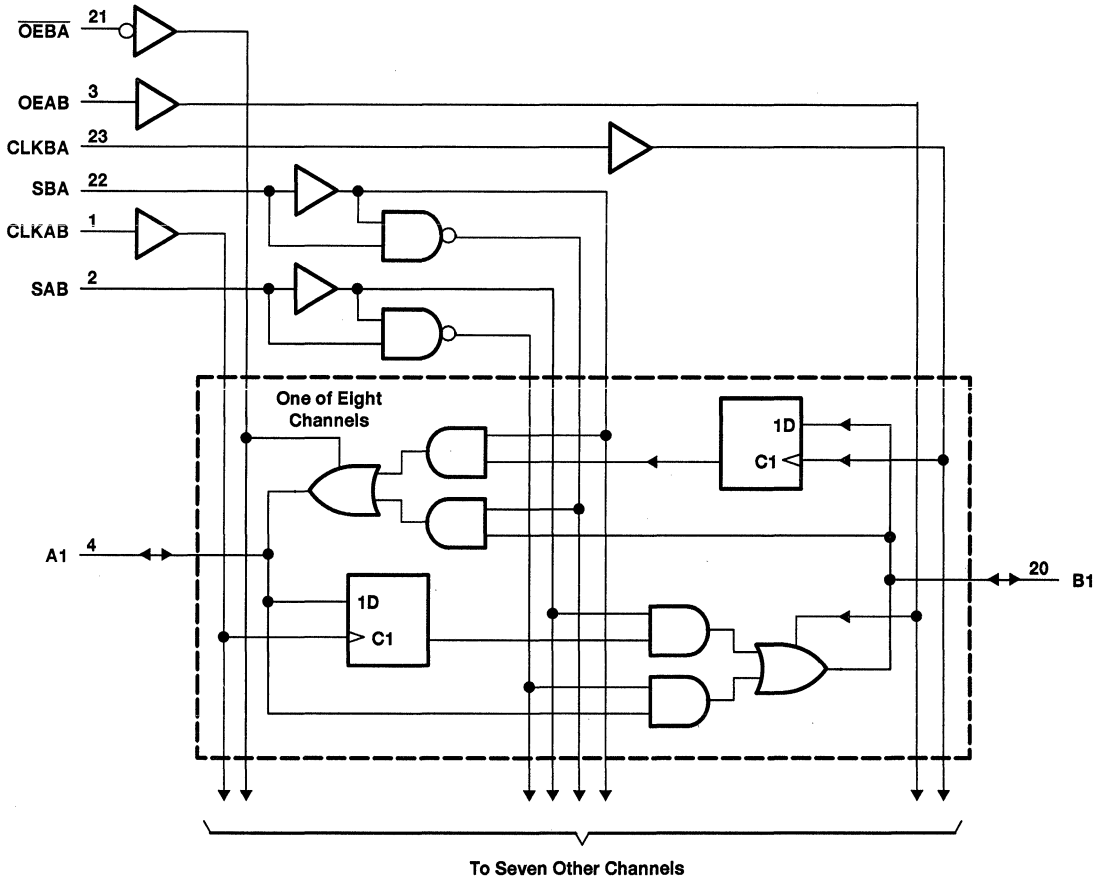 OEBA 21
OEAB 3
CLKBA 23
SBA 22
CLKAB 1
SAB 2
One of Eight
Channels
1D
C1
A1 4
1D
C1
20 B1
To Seven Other Channels